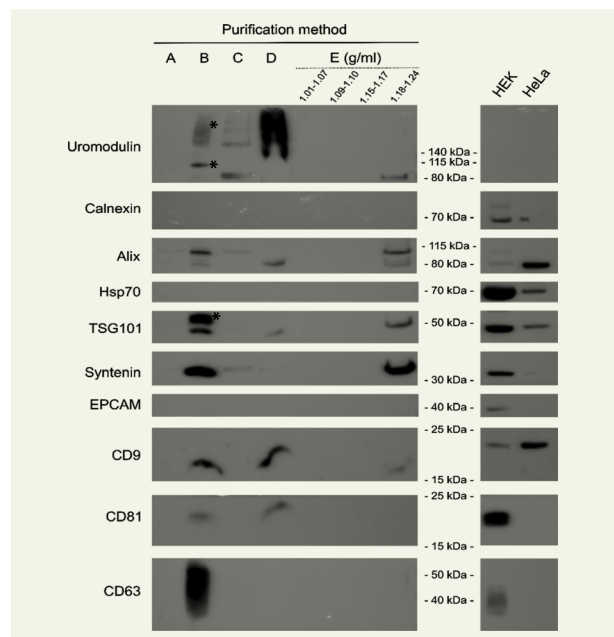 Purification method
A B C D E (g/ml)
1.01-1.07 1.09-1.10 1.15-1.17 1.18-1.24
HEK HeLa
Uromodulin
*
*
- 140 kDa -
- 115 kDa -
- 80 kDa -
Calnexin
- 70 kDa -
Alix
- 115 kDa -
- 80 kDa -
Hsp70
- 70 kDa -
TSG101
*
- 50 kDa -
Syntenin
- 30 kDa -
EPCAM
- 40 kDa -
CD9
- 25 kDa -
- 15 kDa -
CD81
- 25 kDa -
- 15 kDa -
CD63
- 50 kDa -
- 40 kDa -